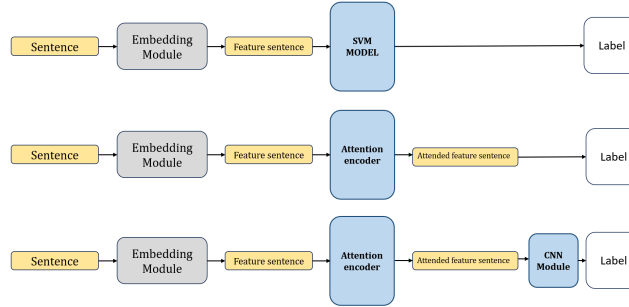 Sentence
Embedding
Module
Feature sentence
SVM
MODEL
Label
Sentence
Embedding
Module
Feature sentence
Attention
encoder
Attended feature sentence
Label
Sentence
Embedding
Module
Feature sentence
Attention
encoder
Attended feature sentence
CNN
Module
Label